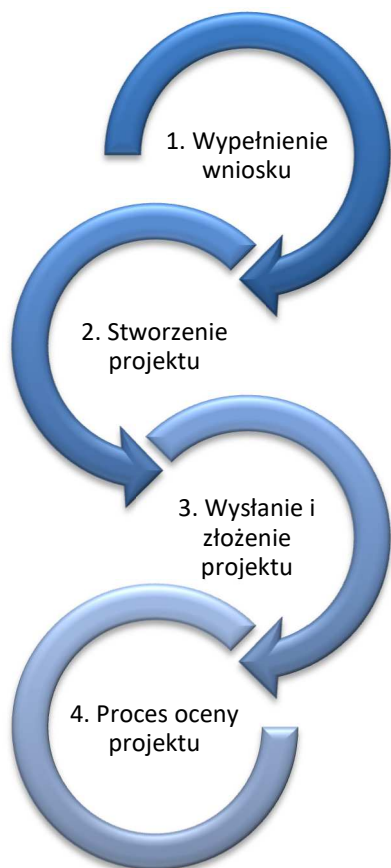 1. Wypełnienie
wniosku
2. Stworzenie
projektu
3. Wysłanie i
złożenie
projektu
4. Proces oceny
projektu